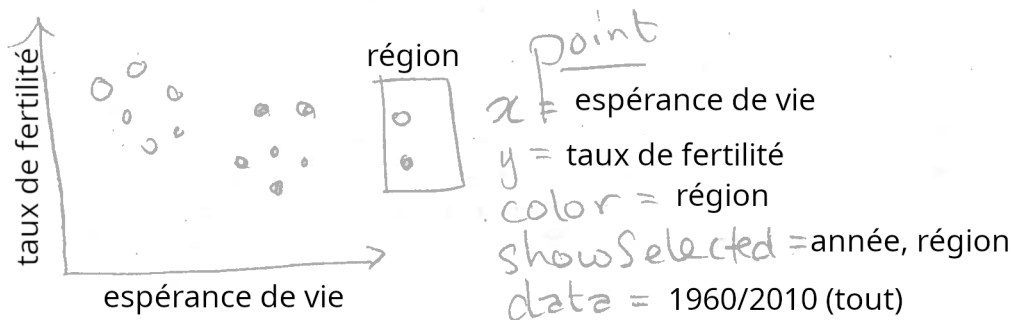 taux de fertilité
espérance de vie
région
point
x = espérance de vie
y = taux de fertilité
color = région
showSelected = année, région
data = 1960/2010 (tout)